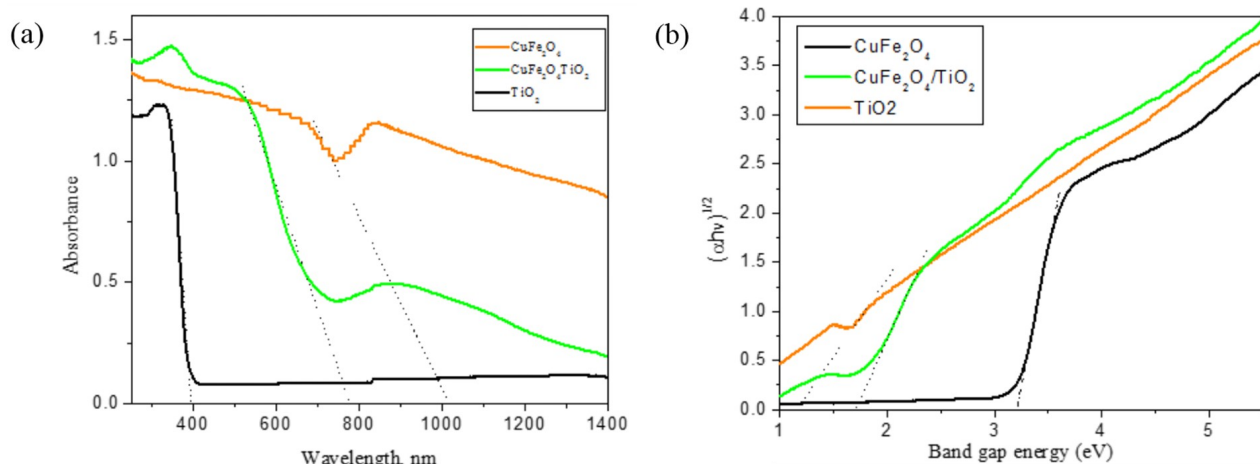 (a)
1.5
1.0
0.5
0.0
Absorbance
CuFe₂O₄
CuFe₂O₄TiO₂
TiO₂
400
600
800
1000
1200
1400
Wavelength, nm
(b)
4.0
3.5
3.0
2.5
2.0
1.5
1.0
0.5
0.0
(αhν)¹/²
CuFe₂O₄
CuFe₂O₄/TiO₂
TiO2
1
2
3
4
5
Band gap energy (eV)